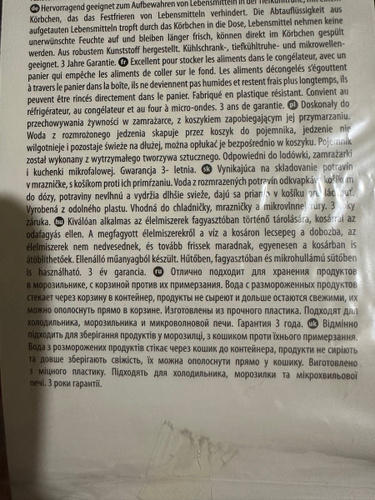 de Hervorragend geeignet zum Aufbewahren von Lebensmitteln in der Tiefkühltruhe, mit einem
Körbchen, das das Festfrieren von Lebensmitteln verhindert. Die Abtauflüssigkeit aus
aufgetauten Lebensmitteln tropft durch das Körbchen in die Dose, Lebensmittel nehmen keine
unerwünschte Feuchte auf und bleiben länger frisch, können direkt im Körbchen gespült
werden. Aus robustem Kunststoff hergestellt. Kühlschrank-, tiefkühltruhe- und mikrowellen-
geeignet. 3 Jahre Garantie. fr Excellent pour stocker les aliments dans le congélateur, avec un
panier qui empêche les aliments de coller sur le fond. Les aliments décongelés s'égouttent
à travers le panier dans la boîte, ils ne deviennent pas humides et restent frais plus longtemps, ils
peuvent être rincés directement dans le panier. Fabriqué en plastique résistant. Convient au
réfrigérateur, au congélateur et au four à micro-ondes. 3 ans de garantie. pl Doskonały do
przechowywania żywności w zamrażarce, z koszykiem zapobiegającym jej przymarzaniu.
Woda z rozmrożonego jedzenia skapuje przez koszyk do pojemnika, jedzenie nie
wilgotnieje i pozostaje świeże na dłużej, można opłukać je bezpośrednio w koszyku. Pojemnik
został wykonany z wytrzymałego tworzywa sztucznego. Odpowiedni do lodówki, zamrażarki
i kuchenki mikrofalowej. Gwarancja 3- letnia. sk Vynikajúca na skladovanie potravín
v mrazničke, s košíkom proti ich primŕzaniu. Voda z rozmrazených potravín odkvapká košíkom
do dózy, potraviny nevlhnú a vydržia dlhšie svieže, dajú sa priamo v košíku opláchnuť.
Vyrobená z odolného plastu. Vhodná do chladničky, mrazničky a mikrovlnnej rúry. 3 roky
záruka. hu Kiválóan alkalmas az élelmiszerek fagyasztóban történő tárolására, kosárral az
odafagyás ellen. A megfagyott élelmiszerekről a víz a kosáron lecsepeg a dobozba, az
élelmiszerek nem nedvesednek, és tovább frissek maradnak, egyenesen a kosárban is
átöblíthetőek. Ellenálló műanyagból készült. Hűtőben, fagyasztóban és mikrohullámú sütőben
is használható. 3 év garancia. ru Отлично подходит для хранения продуктов
в морозильнике, с корзиной против их примерзания. Вода с размороженных продуктов
стекает через корзину в контейнер, продукты не сыреют и дольше остаются свежими, их
можно ополоснуть прямо в корзине. Изготовлены из прочного пластика. Подходят для
холодильника, морозильника и микроволновой печи. Гарантия 3 года. uk Відмінно
підходить для зберігання продуктів у морозилці, з кошиком проти їхнього примерзання.
Вода з розморожених продуктів стікає через кошик до контейнера, продукти не сиріють
та довше зберігають свіжість, їх можна ополоснути прямо у кошику. Виготовлено
з міцного пластику. Підходять для холодильника, морозилки та мікрохвильової
печі. 3 роки гарантії.